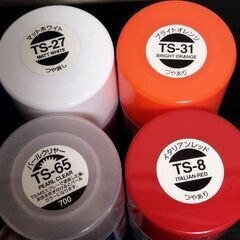 マットホワイト
TS-27
MATT WHITE
つや消し
ブライトオレンジ
TS-31
BRIGHT ORANGE
つやあり
パールクリヤー
TS-65
PEARL CLEAR
700
イタリアンレッド
TS-8
ITALIAN RED
つやあり